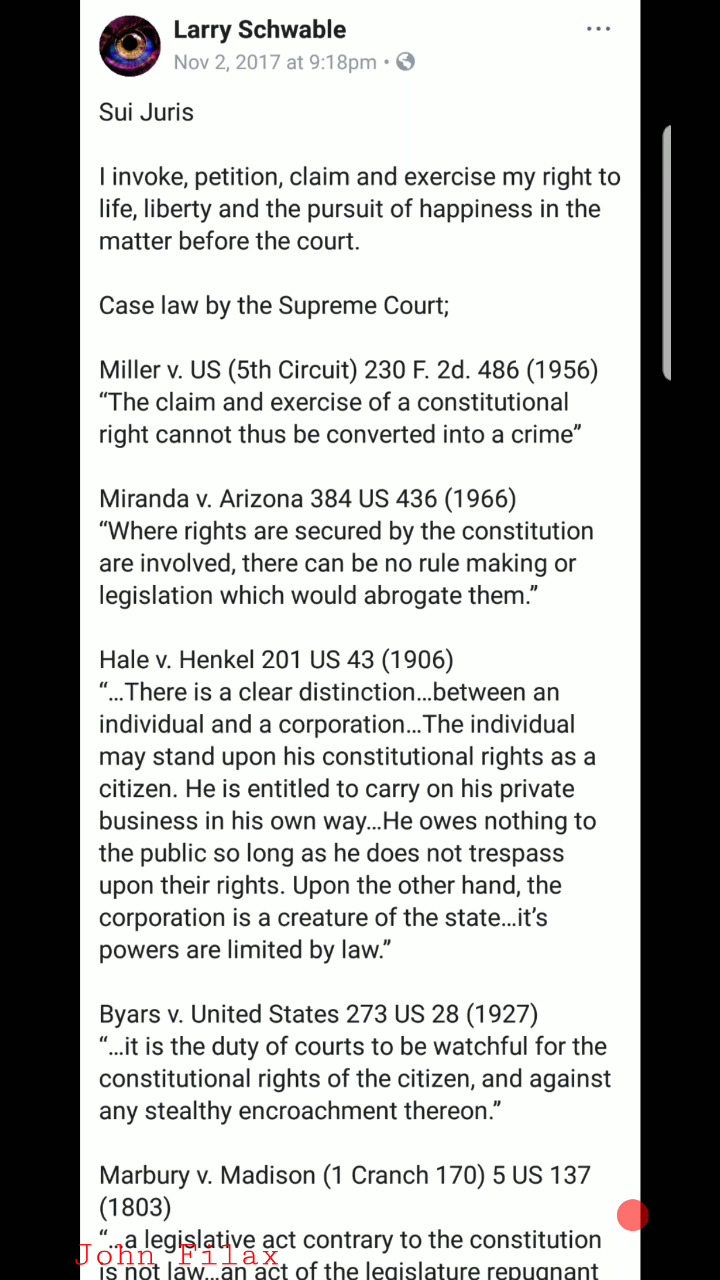 Larry Schwable
Nov 2, 2017 at 9:18pm •
Sui Juris
I invoke, petition, claim and exercise my right to
life, liberty and the pursuit of happiness in the
matter before the court.
Case law by the Supreme Court;
Miller v. US (5th Circuit) 230 F. 2d. 486 (1956)
“The claim and exercise of a constitutional
right cannot thus be converted into a crime”
Miranda v. Arizona 384 US 436 (1966)
“Where rights are secured by the constitution
are involved, there can be no rule making or
legislation which would abrogate them.”
Hale v. Henkel 201 US 43 (1906)
“…There is a clear distinction…between an
individual and a corporation…The individual
may stand upon his constitutional rights as a
citizen. He is entitled to carry on his private
business in his own way…He owes nothing to
the public so long as he does not trespass
upon their rights. Upon the other hand, the
corporation is a creature of the state…it’s
powers are limited by law.”
Byars v. United States 273 US 28 (1927)
“…it is the duty of courts to be watchful for the
constitutional rights of the citizen, and against
any stealthy encroachment thereon.”
Marbury v. Madison (1 Cranch 170) 5 US 137
(1803)
“…a legislative act contrary to the constitution
John Filax
is not law…an act of the legislature repugnant